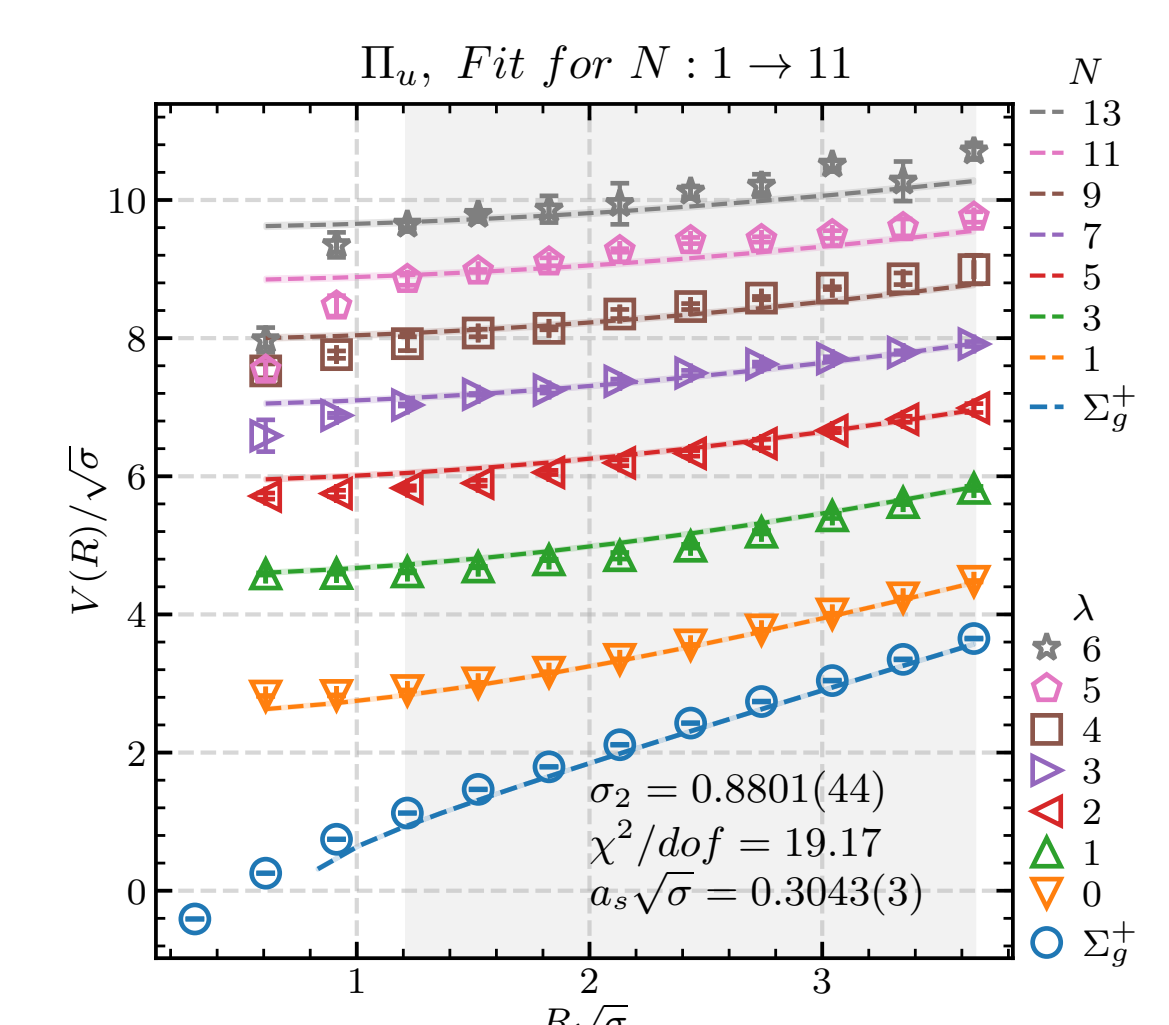 Πᵤ, Fit for N : 1 → 11
N
13
11
9
7
5
3
1
Σ_g^+
λ
6
5
4
3
2
1
0
Σ_g^+
V(R)/√σ
10
8
6
4
2
0
σ₂ = 0.8801(44)
χ²/dof = 19.17
aₛ√σ = 0.3043(3)
1 2 3
R√σ